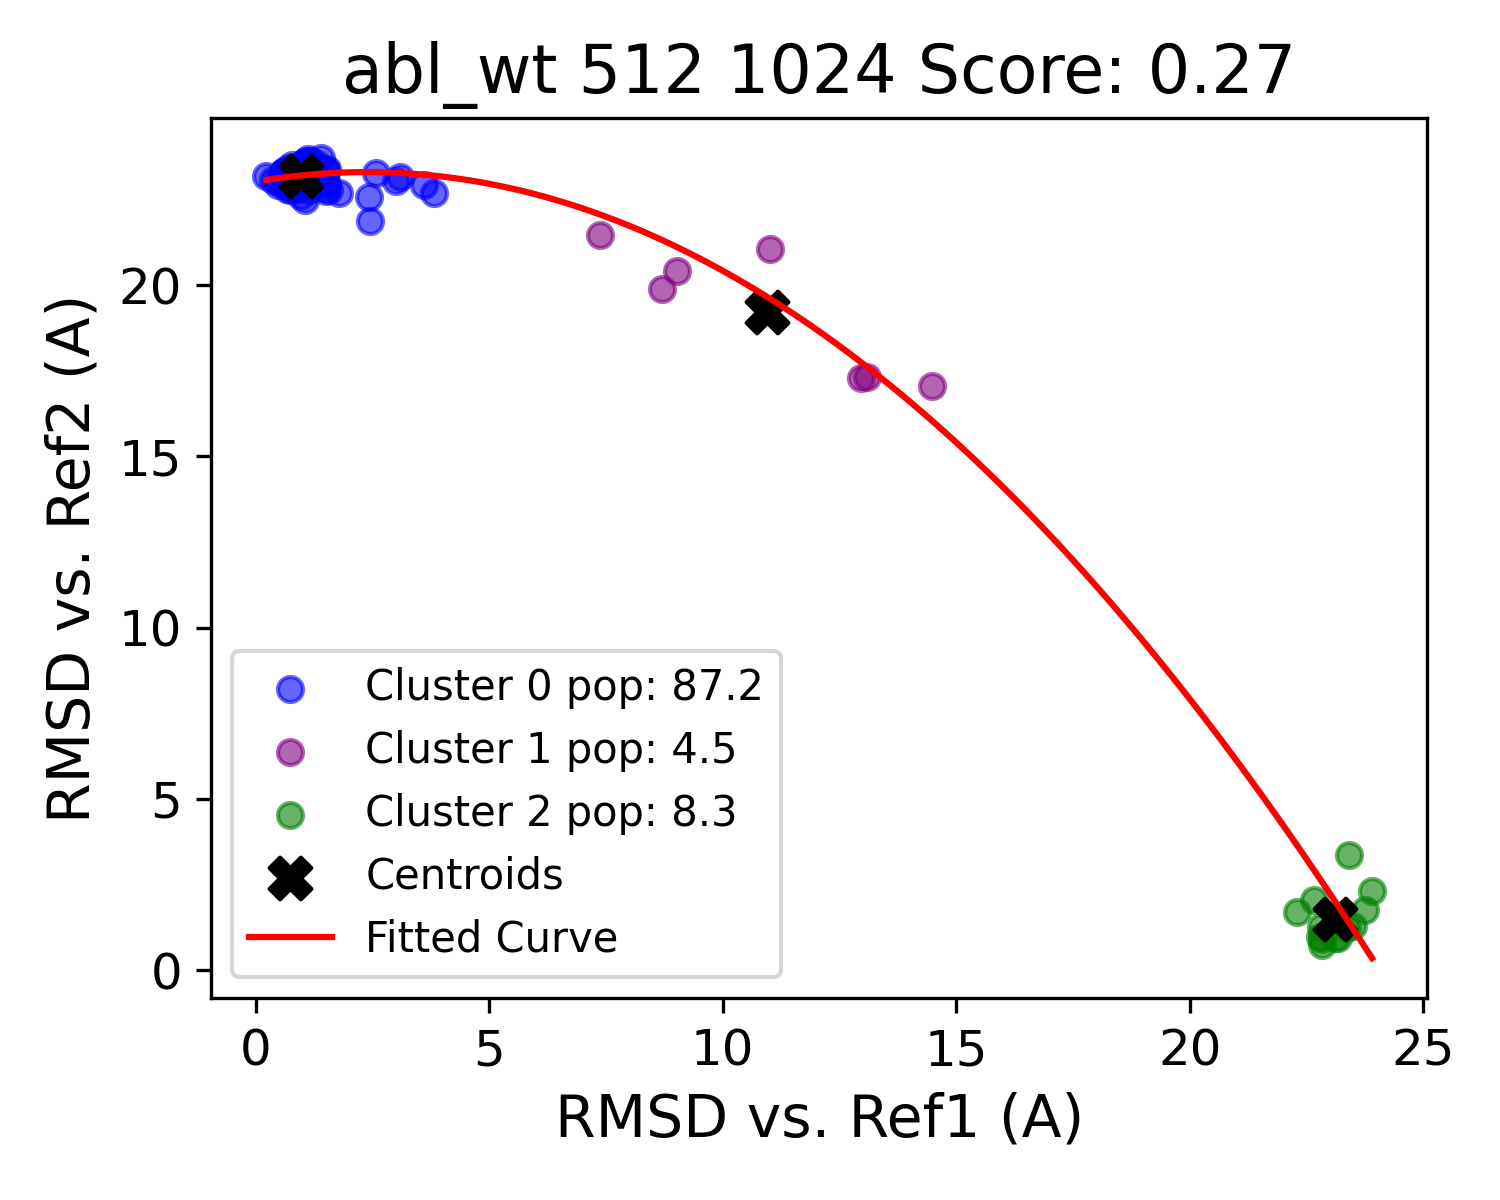 abl_wt 512 1024 Score: 0.27
RMSD vs. Ref2 (A)
20
15
10
5
0
Cluster 0 pop: 87.2
Cluster 1 pop: 4.5
Cluster 2 pop: 8.3
Centroids
Fitted Curve
0 5 10 15 20 25
RMSD vs. Ref1 (A)